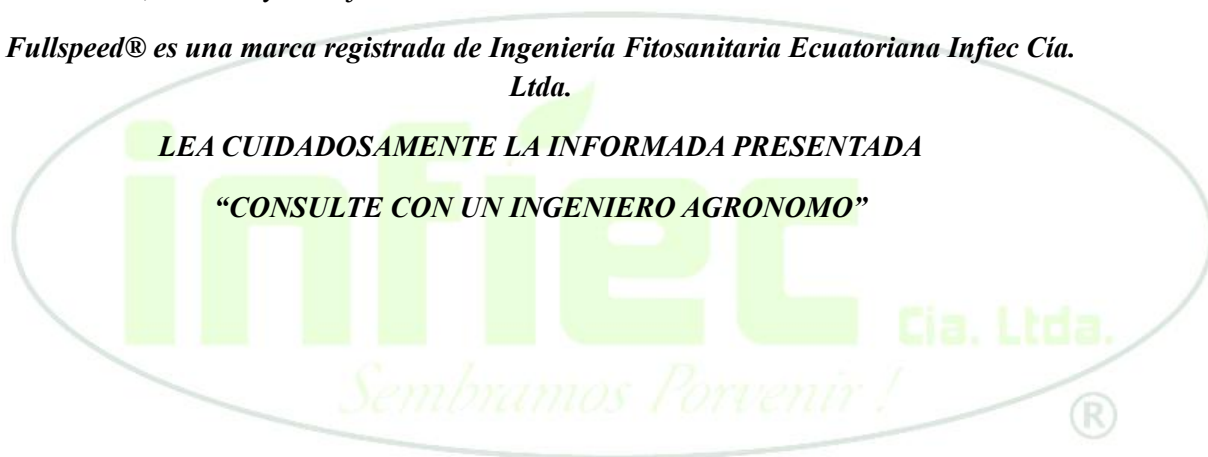 Fullspeed® es una marca registrada de Ingeniería Fitosanitaria Ecuatoriana Infiec Cía.
Ltda.
LEA CUIDADOSAMENTE LA INFORMADA PRESENTADA
“CONSULTE CON UN INGENIERO AGRONOMO”
infiec
Cia. Ltda.
Sembramos Porvenir !
®